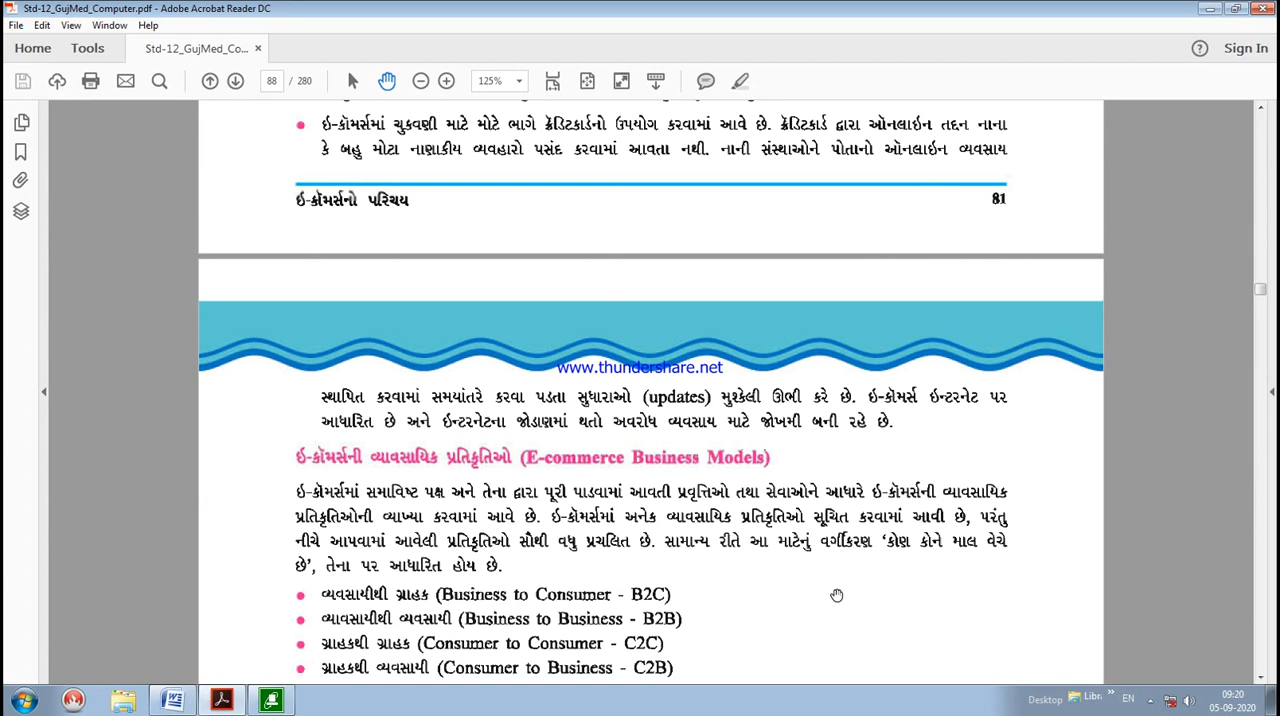 Std-12_GujMed_Computer.pdf - Adobe Acrobat Reader DC
File Edit View Window Help
Home Tools Std-12_GujMed_Co... × Sign In
88 / 280 125%
ઇ-કૉમર્સમાં ચુકવણી માટે મોટે ભાગે ક્રૅડિટકાર્ડનો ઉપયોગ કરવામાં આવે છે. ક્રૅડિટકાર્ડ દ્વારા ઑનલાઇન તદ્દન નાના
કે બહુ મોટા નાણાકીય વ્યવહારો પસંદ કરવામાં આવતા નથી. નાની સંસ્થાઓને પોતાનો ઑનલાઇન વ્યવસાય
ઇ-કૉમર્સનો પરિચય 81
www.thundershare.net
સ્થાપિત કરવામાં સમયાંતરે કરવા પડતા સુધારાઓ (updates) મુશ્કેલી ઊભી કરે છે. ઇ-કોમર્સ ઇન્ટરનેટ પર
આધારિત છે અને ઇન્ટરનેટના જોડાણમાં થતો અવરોધ વ્યવસાય માટે જોખમી બની રહે છે.
ઇ-કૉમર્સની વ્યાવસાયિક પ્રતિકૃતિઓ (E-commerce Business Models)
ઇ-કૉમર્સમાં સમાવિષ્ટ પક્ષ અને તેના દ્વારા પૂરી પાડવામાં આવતી પ્રવૃત્તિઓ તથા સેવાઓને આધારે ઇ-કૉમર્સની વ્યાવસાયિક
પ્રતિકૃતિઓની વ્યાખ્યા કરવામાં આવે છે. ઇ-કૉમર્સમાં અનેક વ્યાવસાયિક પ્રતિકૃતિઓ સૂચિત કરવામાં આવી છે, પરંતુ
નીચે આપવામાં આવેલી પ્રતિકૃતિઓ સૌથી વધુ પ્રચલિત છે. સામાન્ય રીતે આ માટેનું વર્ગીકરણ ‘કોણ કોને માલ વેચે
છે’, તેના પર આધારિત હોય છે.
વ્યવસાયીથી ગ્રાહક (Business to Consumer - B2C)
વ્યાવસાયીથી વ્યવસાયી (Business to Business - B2B)
ગ્રાહકથી ગ્રાહક (Consumer to Consumer - C2C)
ગ્રાહકથી વ્યવસાયી (Consumer to Business - C2B)
Desktop Libr » EN 09:20
05-09-2020